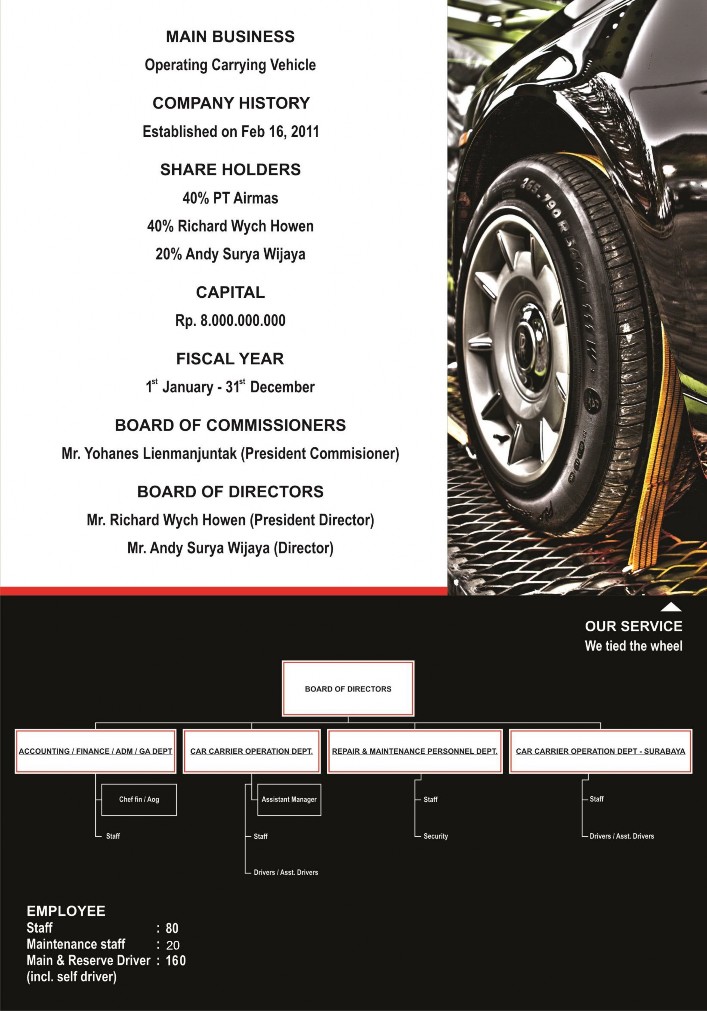 MAIN BUSINESS
Operating Carrying Vehicle
COMPANY HISTORY
Established on Feb 16, 2011
SHARE HOLDERS
40% PT Airmas
40% Richard Wych Howen
20% Andy Surya Wijaya
CAPITAL
Rp. 8.000.000.000
FISCAL YEAR
1st January - 31st December
BOARD OF COMMISSIONERS
Mr. Yohanes Lienmanjuntak (President Commisioner)
BOARD OF DIRECTORS
Mr. Richard Wych Howen (President Director)
Mr. Andy Surya Wijaya (Director)
OUR SERVICE
We tied the wheel
BOARD OF DIRECTORS
ACCOUNTING / FINANCE / ADM / GA DEPT
Chef fin / Aog
Staff
CAR CARRIER OPERATION DEPT.
Assistant Manager
Staff
Drivers / Asst. Drivers
REPAIR & MAINTENANCE PERSONNEL DEPT.
Staff
Security
CAR CARRIER OPERATION DEPT - SURABAYA
Staff
Drivers / Asst. Drivers
EMPLOYEE
Staff : 80
Maintenance staff : 20
Main & Reserve Driver : 160
(incl. self driver)